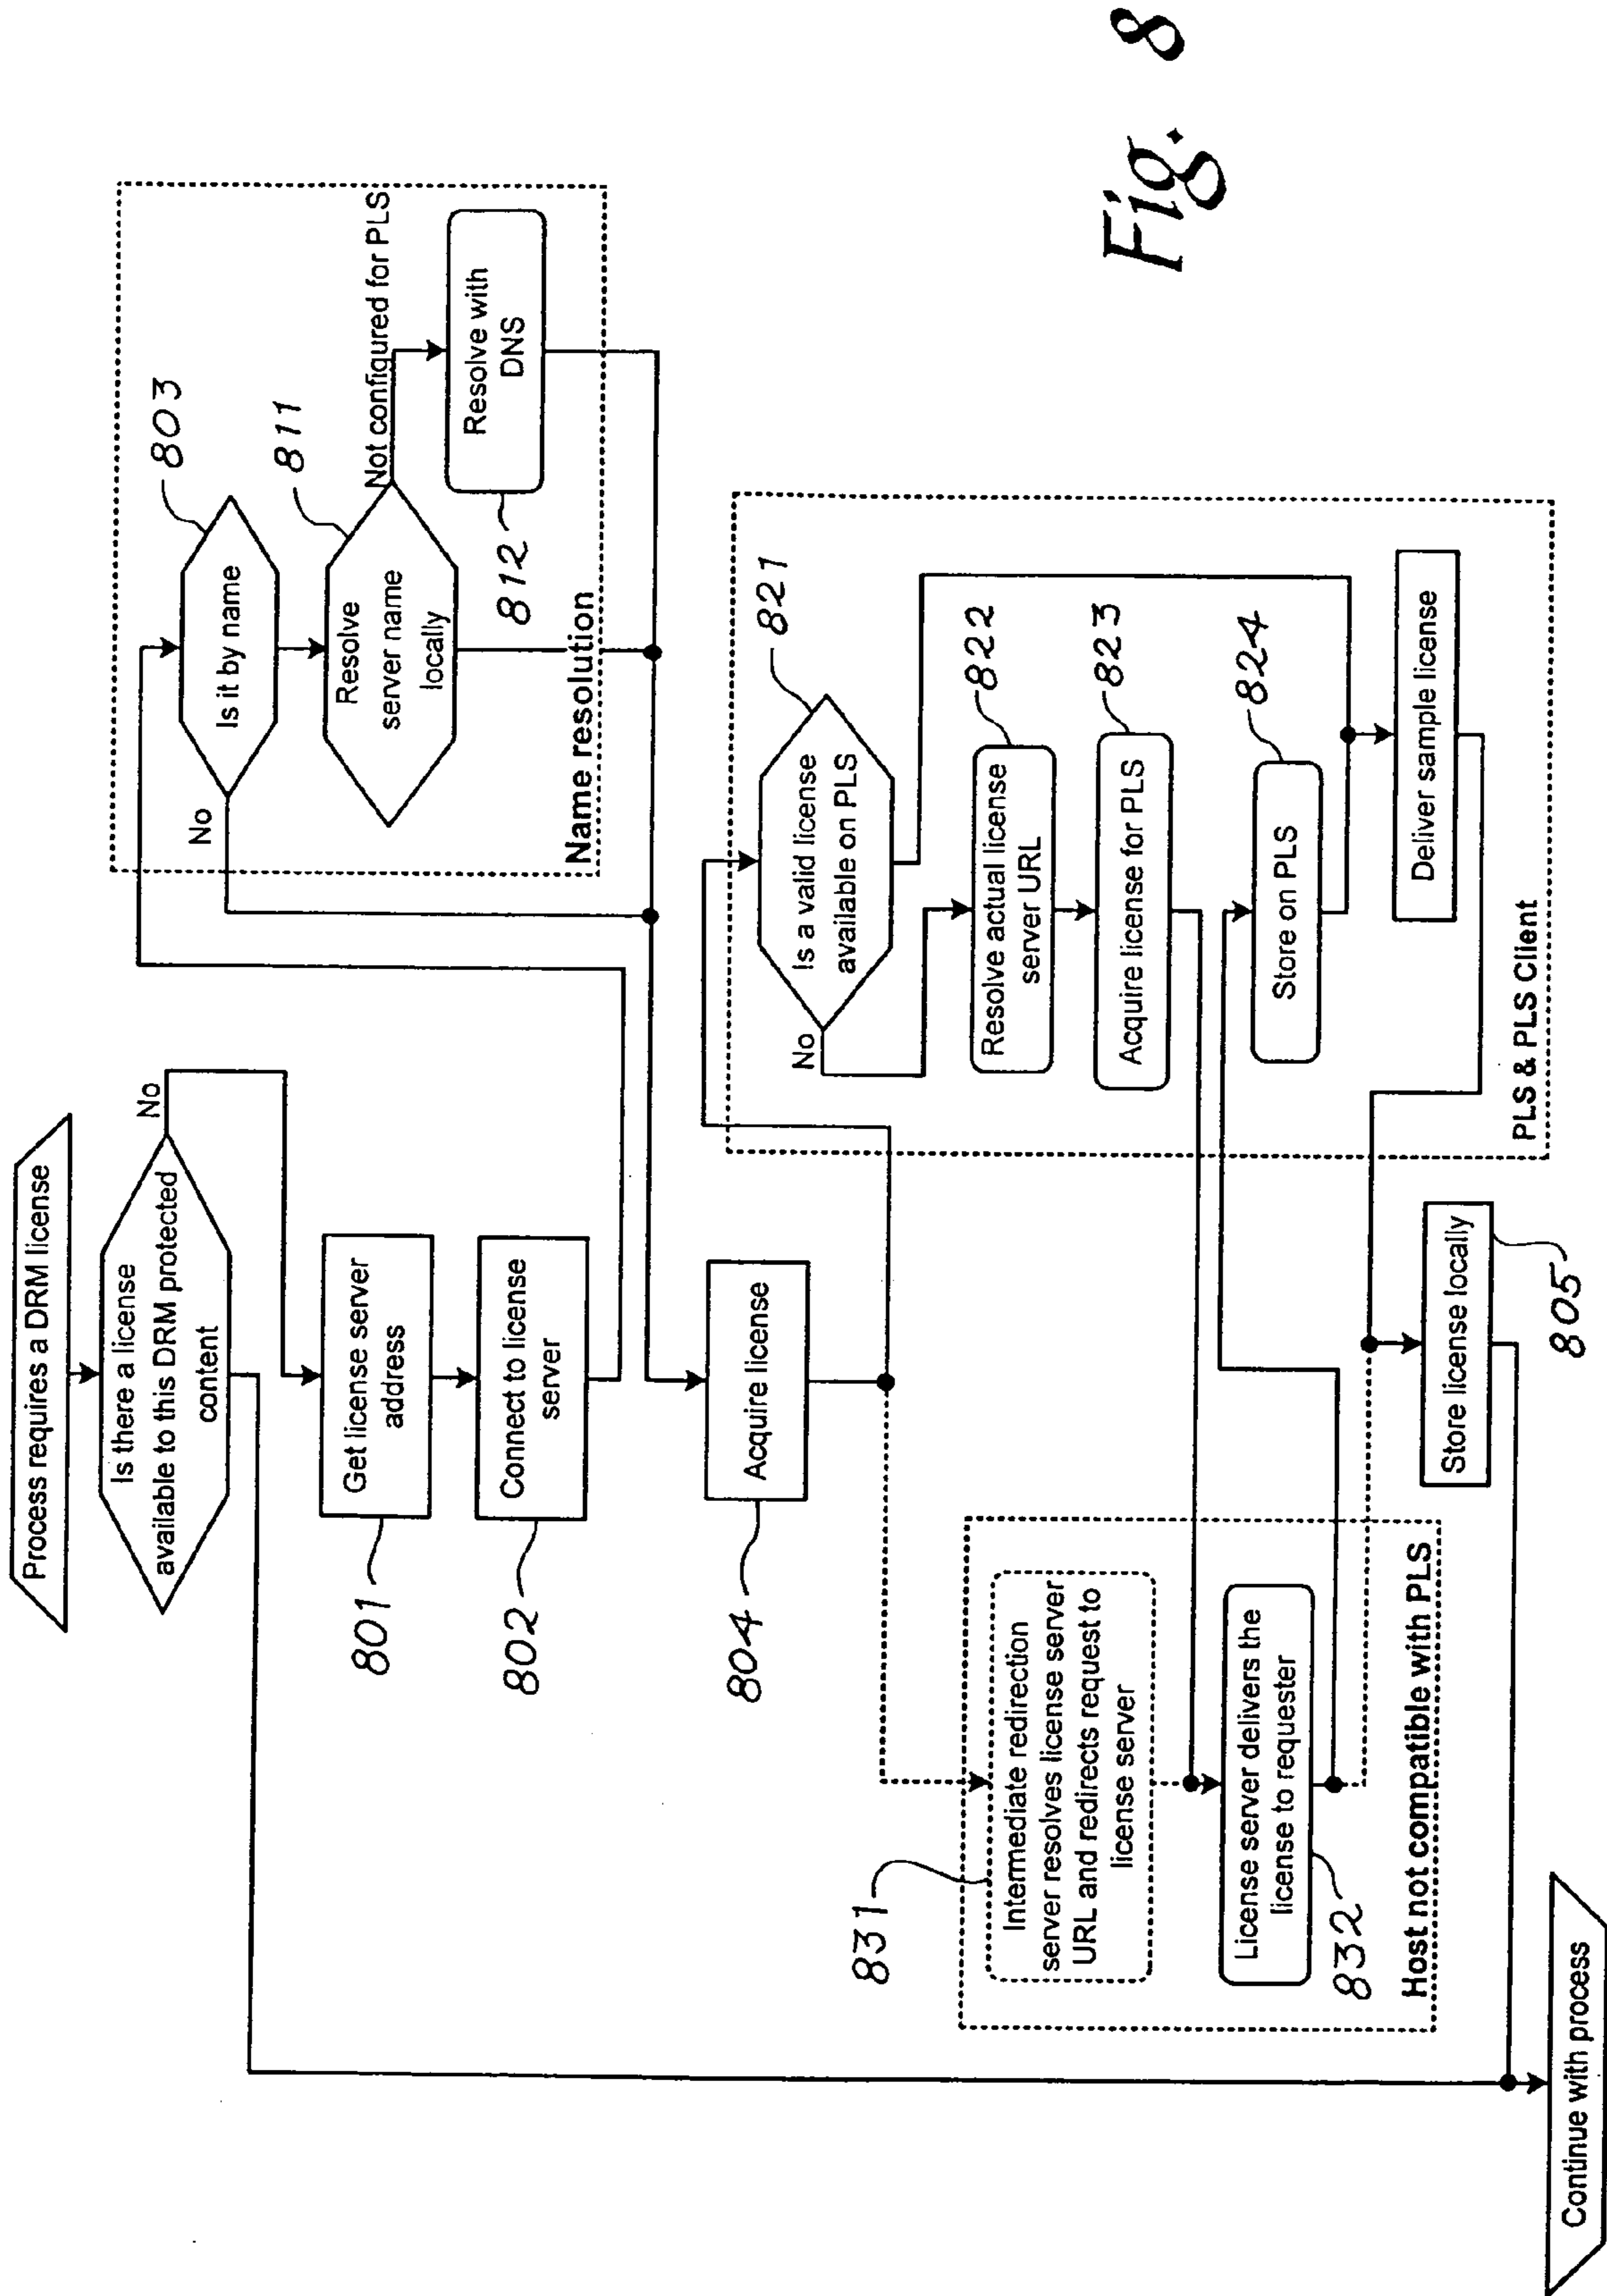 Process requires a DRM license
Is there a license
available to this DRM protected
content
No
801
Get license server
address
802
Connect to license
server
803
Is it by name
No
811
Resolve
server name
locally
Not configured for PLS
812
Resolve with
DNS
Name resolution
804
Acquire license
821
Is a valid license
available on PLS
No
822
Resolve actual license
server URL
823
Acquire license for PLS
824
Store on PLS
Deliver sample license
PLS & PLS Client
831
Intermediate redirection
server resolves license server
URL and redirects request to
license server
License server delivers the
license to requester
832
Host not compatible with PLS
Store license locally
805
Continue with process
Fig. 8